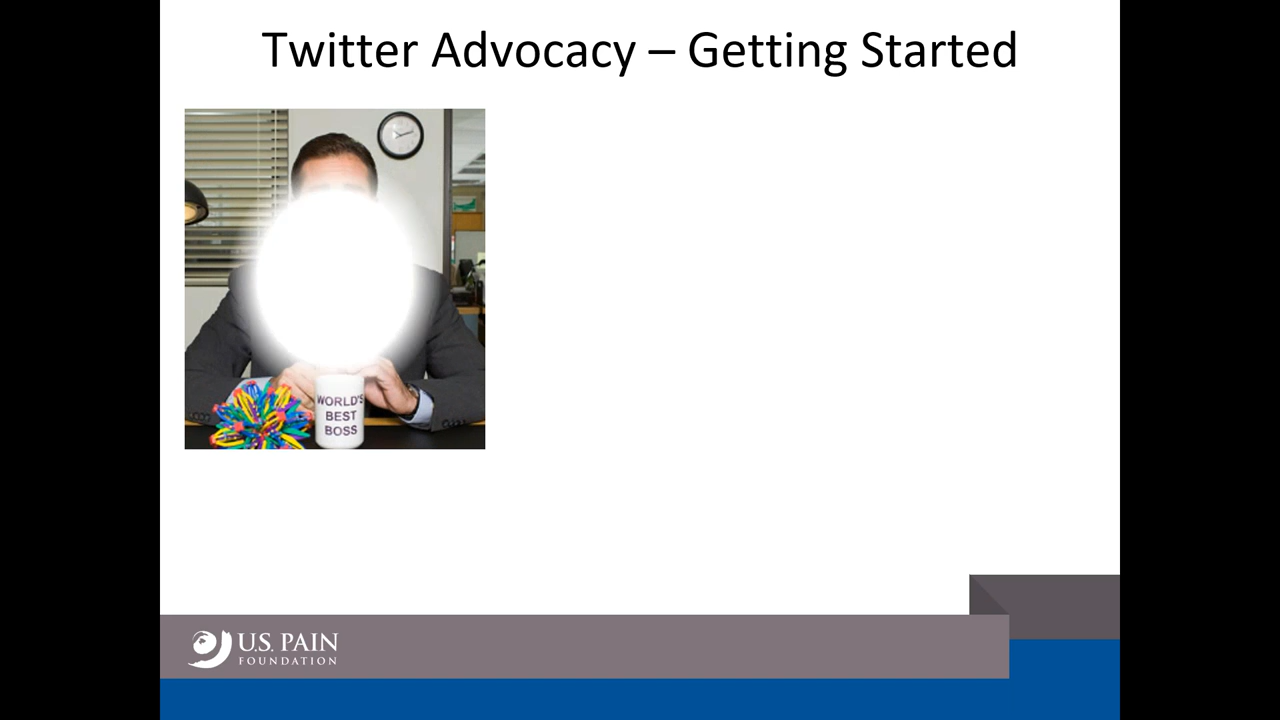 Twitter Advocacy – Getting Started
WORLD'S
BEST
BOSS
U.S. PAIN
FOUNDATION